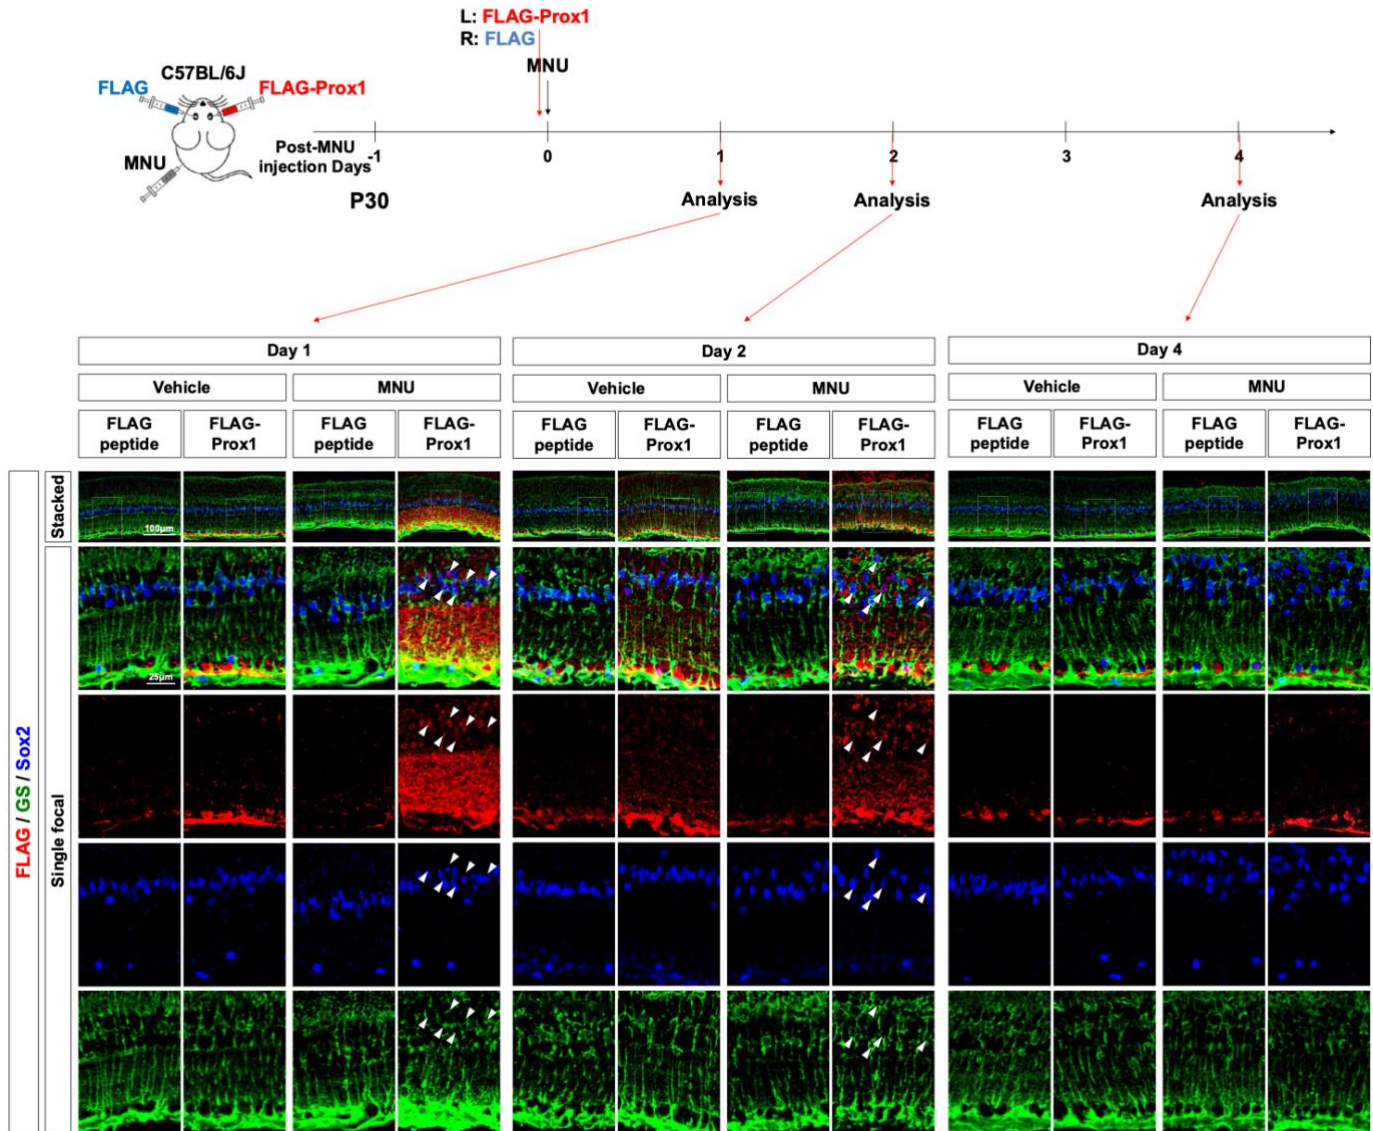 L: FLAG-Prox1
R: FLAG
MNU
C57BL/6J
FLAG
FLAG-Prox1
MNU
Post-MNU
injection Days
-1
0
1
2
3
4
P30
Analysis
Analysis
Analysis
Day 1
Day 2
Day 4
Vehicle
MNU
Vehicle
MNU
Vehicle
MNU
FLAG
peptide
FLAG-
Prox1
FLAG
peptide
FLAG-
Prox1
FLAG
peptide
FLAG-
Prox1
FLAG
peptide
FLAG-
Prox1
FLAG
peptide
FLAG-
Prox1
FLAG
peptide
FLAG-
Prox1
FLAG / GS / Sox2
Stacked
100μm
Single focal
25μm